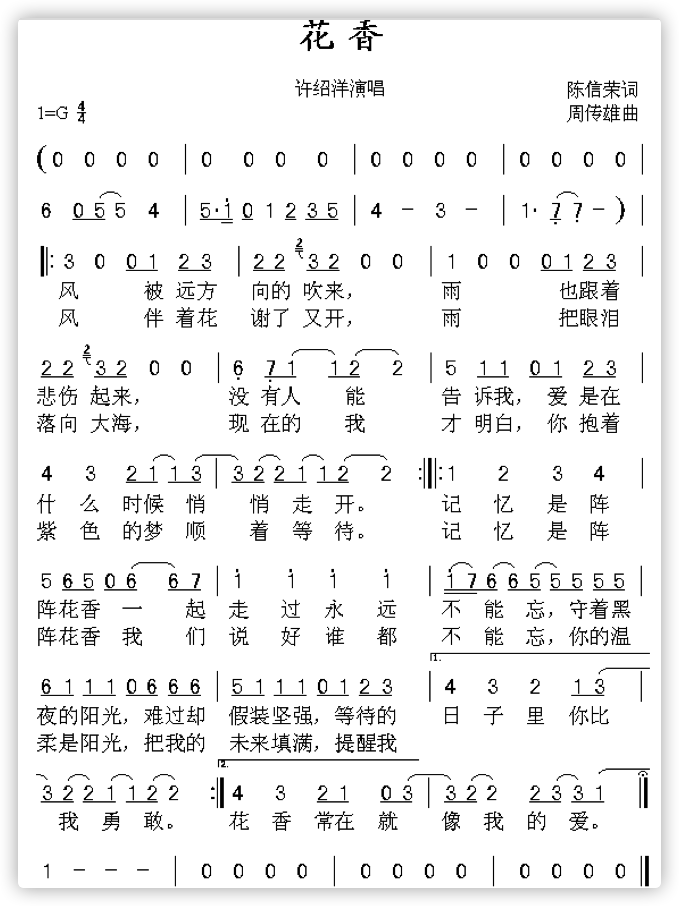 花香
许绍洋演唱
陈信荣词
1=G 4/4
周传雄曲
( 0 0 0 0 | 0 0 0 0 | 0 0 0 0 | 0 0 0 0 |
6 0 5 5 4 | 5· 1 0 1 2 3 5 | 4 - 3 - | 1· 7 7 - ) |
‖: 3 0 0 1 2 3 | 2 2 2 3 2 0 0 | 1 0 0 0 1 2 3 |
风 被 远方 向的 吹来, 雨 也跟着
风 伴 着花 谢了 又开, 雨 把眼泪
2 2 2 3 2 0 0 | 6 7 1 1 2 2 | 5 1 1 0 1 2 3 |
悲伤 起来, 没 有人 能 告 诉我, 爱 是在
落向 大海, 现 在的 我 才 明白, 你 抱着
4 3 2 1 1 3 | 3 2 2 1 1 2 2 :‖: 1 2 3 4 |
什 么 时候 悄 悄 走 开。 记 忆 是 阵
紫 色 的梦 顺 着 等 待。 记 忆 是 阵
5 6 5 0 6 6 7 | 1 1 1 1 | 1 7 6 6 5 5 5 5 5 |
阵花香 一 起 走 过 永 远 不 能 忘, 守着黑
阵花香 我 们 说 好 谁 都 不 能 忘, 你的温
1.
6 1 1 1 0 6 6 6 | 5 1 1 1 0 1 2 3 | 4 3 2 1 3 |
夜的阳光, 难过却 假装坚强, 等待的 日 子 里 你比
柔是阳光, 把我的 未来填满, 提醒我
2.
3 2 2 1 1 2 2 :‖ 4 3 2 1 0 3 | 3 2 2 2 3 3 1 ‖
我 勇 敢。 花 香 常在 就 像 我 的 爱。
1 - - - | 0 0 0 0 | 0 0 0 0 | 0 0 0 0 ‖